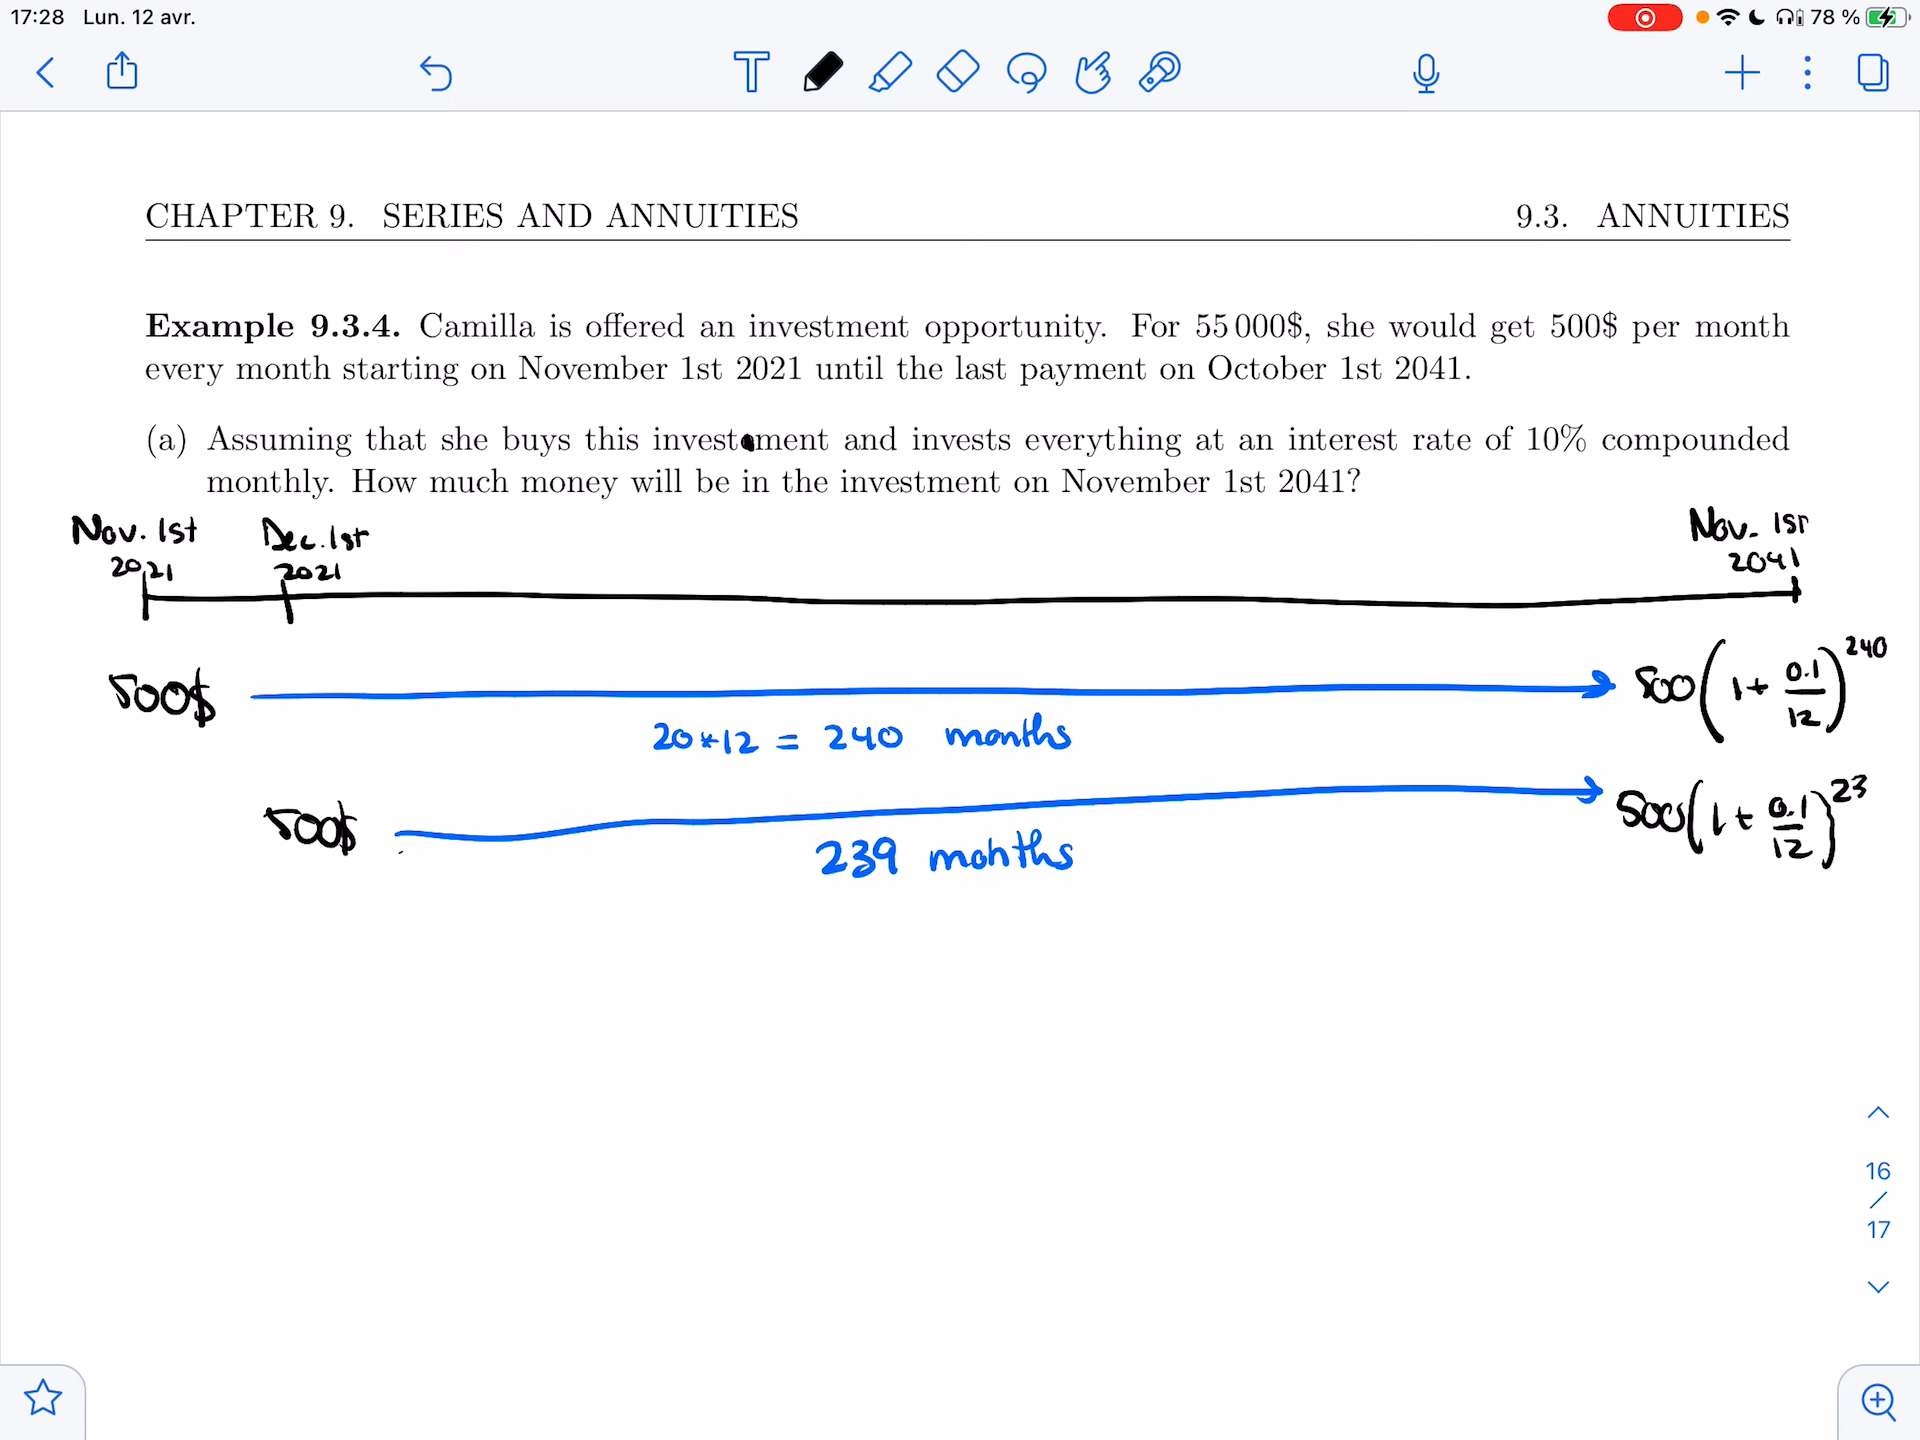 17:28 Lun. 12 avr. 78 %
CHAPTER 9. SERIES AND ANNUITIES 9.3. ANNUITIES
Example 9.3.4. Camilla is offered an investment opportunity. For 55 000$, she would get 500$ per month
every month starting on November 1st 2021 until the last payment on October 1st 2041.
(a) Assuming that she buys this investement and invests everything at an interest rate of 10% compounded
monthly. How much money will be in the investment on November 1st 2041?
Nov. 1st Dec. 1st Nov. 1st
2021 2021 2041
500$ 500(1+ 0.1/12)^240
20*12 = 240 months
500$ 500(1+ 0.1/12)^23
239 months
16
/
17